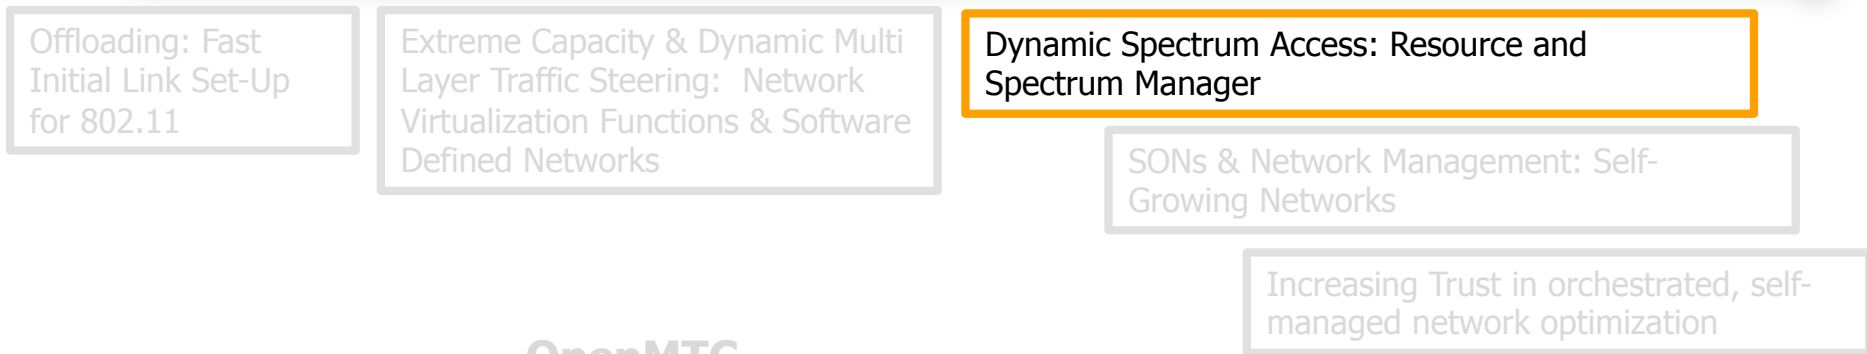 Offloading: Fast
Initial Link Set-Up
for 802.11
Extreme Capacity & Dynamic Multi
Layer Traffic Steering: Network
Virtualization Functions & Software
Defined Networks
Dynamic Spectrum Access: Resource and
Spectrum Manager
SONs & Network Management: Self-
Growing Networks
Increasing Trust in orchestrated, self-
managed network optimization
OpenMTC